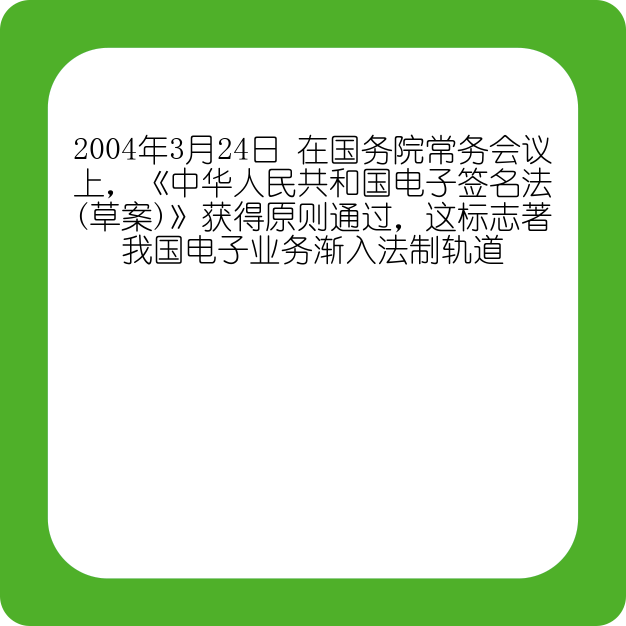 2004年3月24日 在国务院常务会议
上，《中华人民共和国电子签名法
(草案)》获得原则通过，这标志著
我国电子业务渐入法制轨道